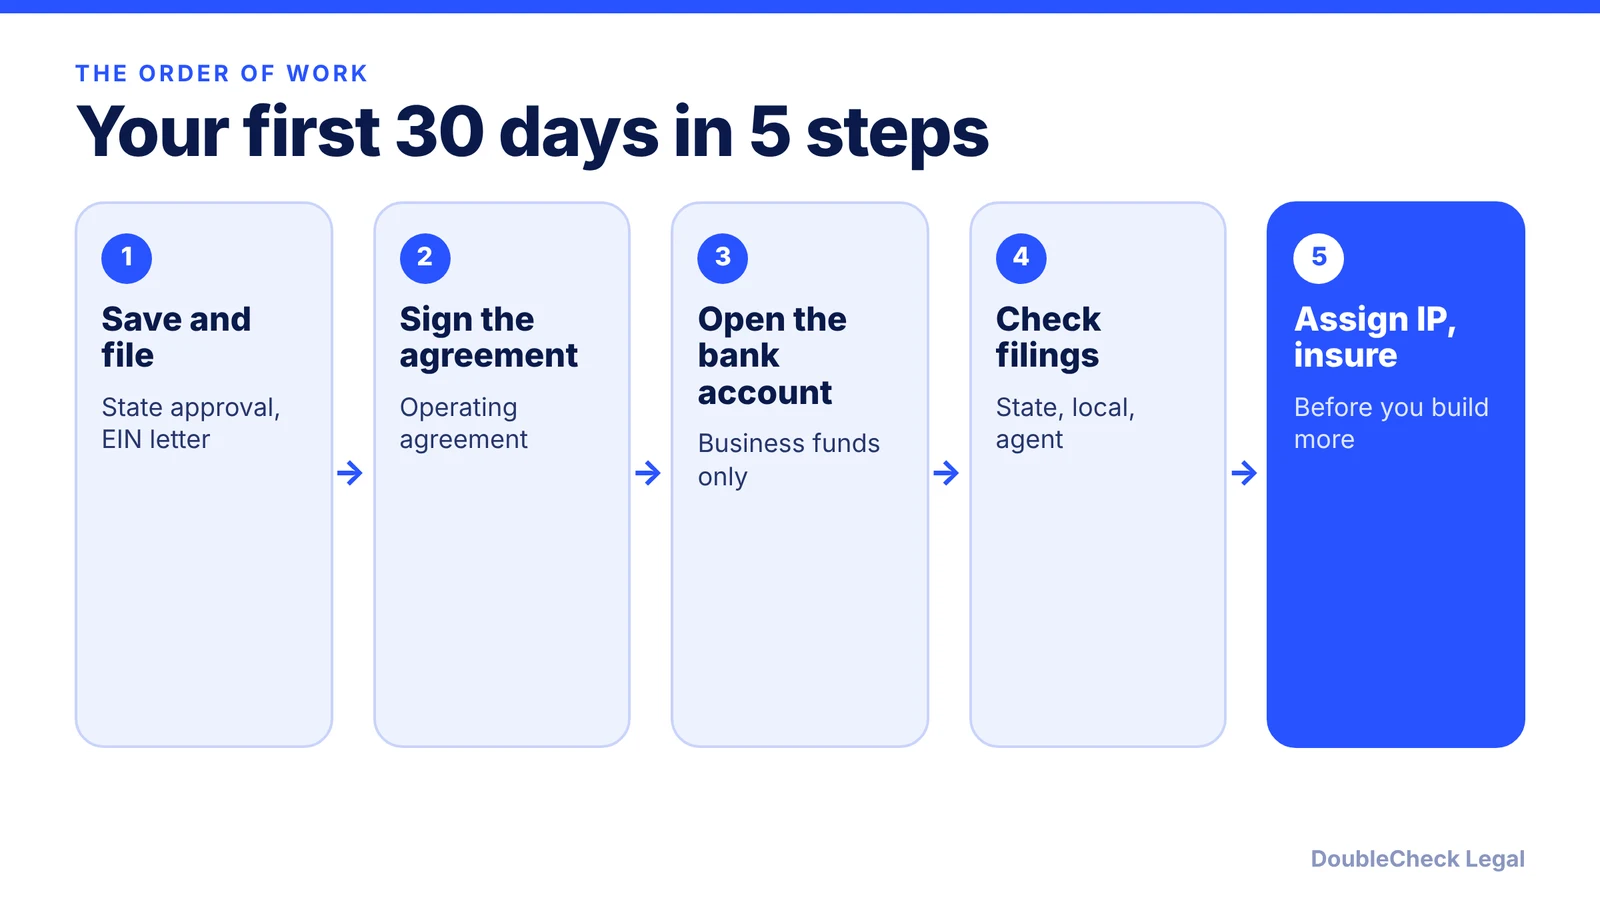 THE ORDER OF WORK
Your first 30 days in 5 steps
1
Save and
file
State approval,
EIN letter
→
2
Sign the
agreement
Operating
agreement
→
3
Open the
bank
account
Business funds
only
→
4
Check
filings
State, local,
agent
→
5
Assign IP,
insure
Before you build
more
DoubleCheck Legal